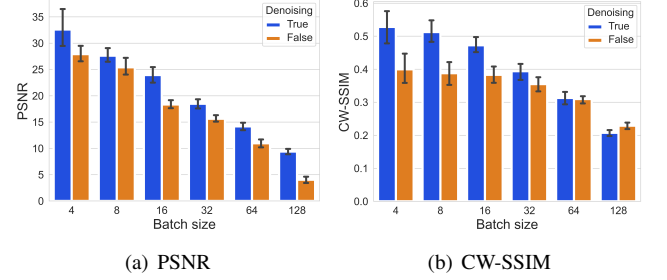 Denoising
True
False
35
30
25
20
15
10
5
0
PSNR
4 8 16 32 64 128
Batch size
(a) PSNR
Denoising
True
False
0.6
0.5
0.4
0.3
0.2
0.1
0.0
CW-SSIM
4 8 16 32 64 128
Batch size
(b) CW-SSIM